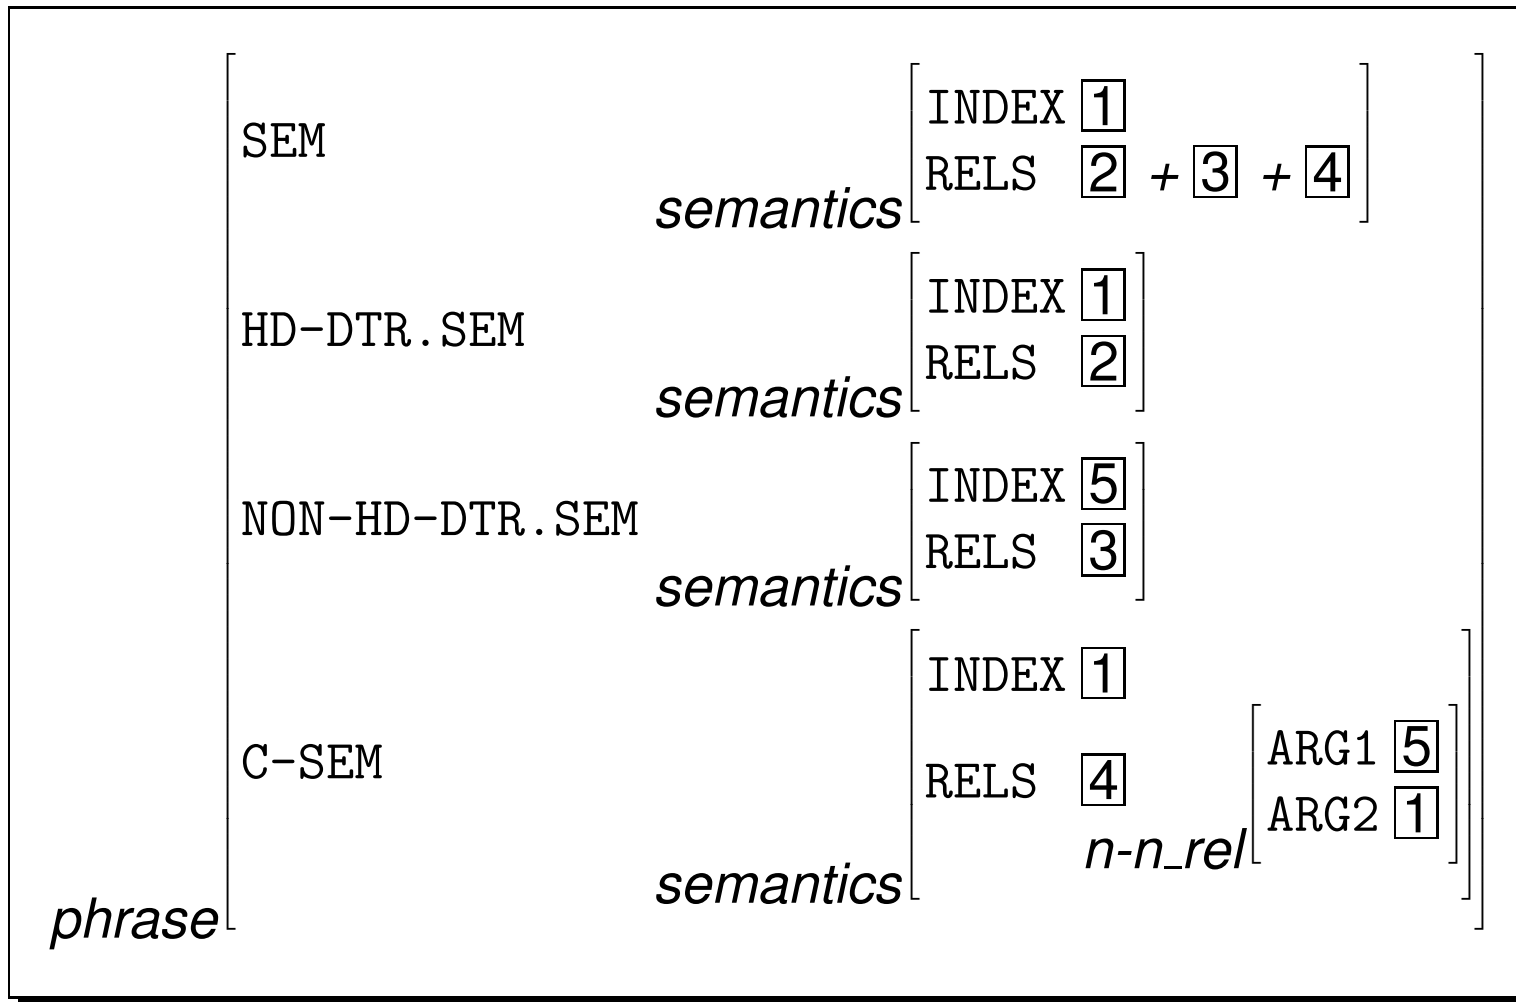 INDEX 1
SEM
RELS 2 + 3 + 4
semantics
INDEX 1
HD-DTR.SEM
RELS 2
semantics
INDEX 5
NON-HD-DTR.SEM
RELS 3
semantics
INDEX 1
ARG1 5
C-SEM
RELS 4
ARG2 1
n-n_rel
semantics
phrase